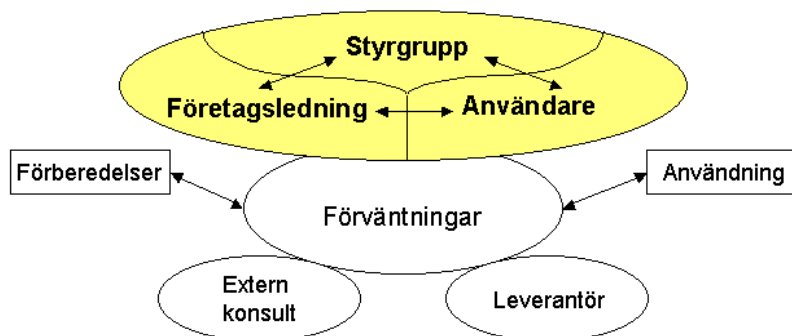 Styrgrupp
Företagsledning
Användare
Förberedelser
Användning
Förväntningar
Extern
konsult
Leverantör